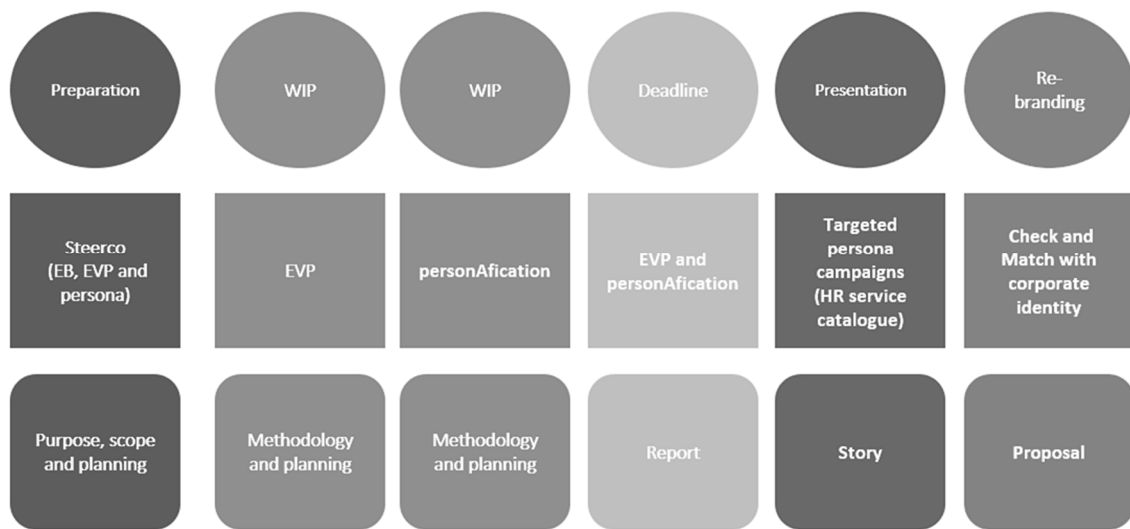 Preparation
WIP
WIP
Deadline
Presentation
Re-
branding
Steerco
(EB, EVP and
persona)
EVP
personAfication
EVP and
personAfication
Targeted
persona
campaigns
(HR service
catalogue)
Check and
Match with
corporate
identity
Purpose, scope
and planning
Methodology
and planning
Methodology
and planning
Report
Story
Proposal